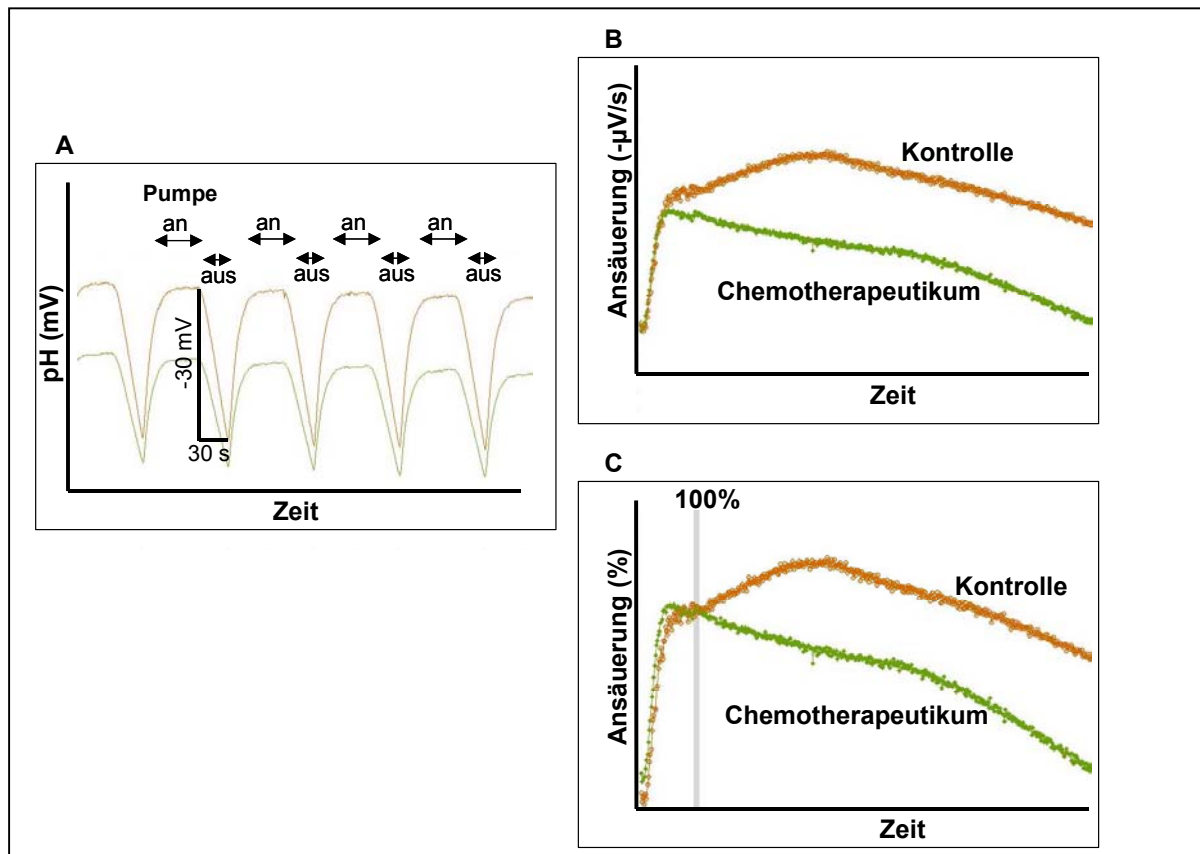 A
Pumpe
an an an an
aus aus aus aus
pH (mV)
-30 mV
30 s
Zeit
B
Ansäuerung (-µV/s)
Kontrolle
Chemotherapeutikum
Zeit
C
100%
Ansäuerung (%)
Kontrolle
Chemotherapeutikum
Zeit